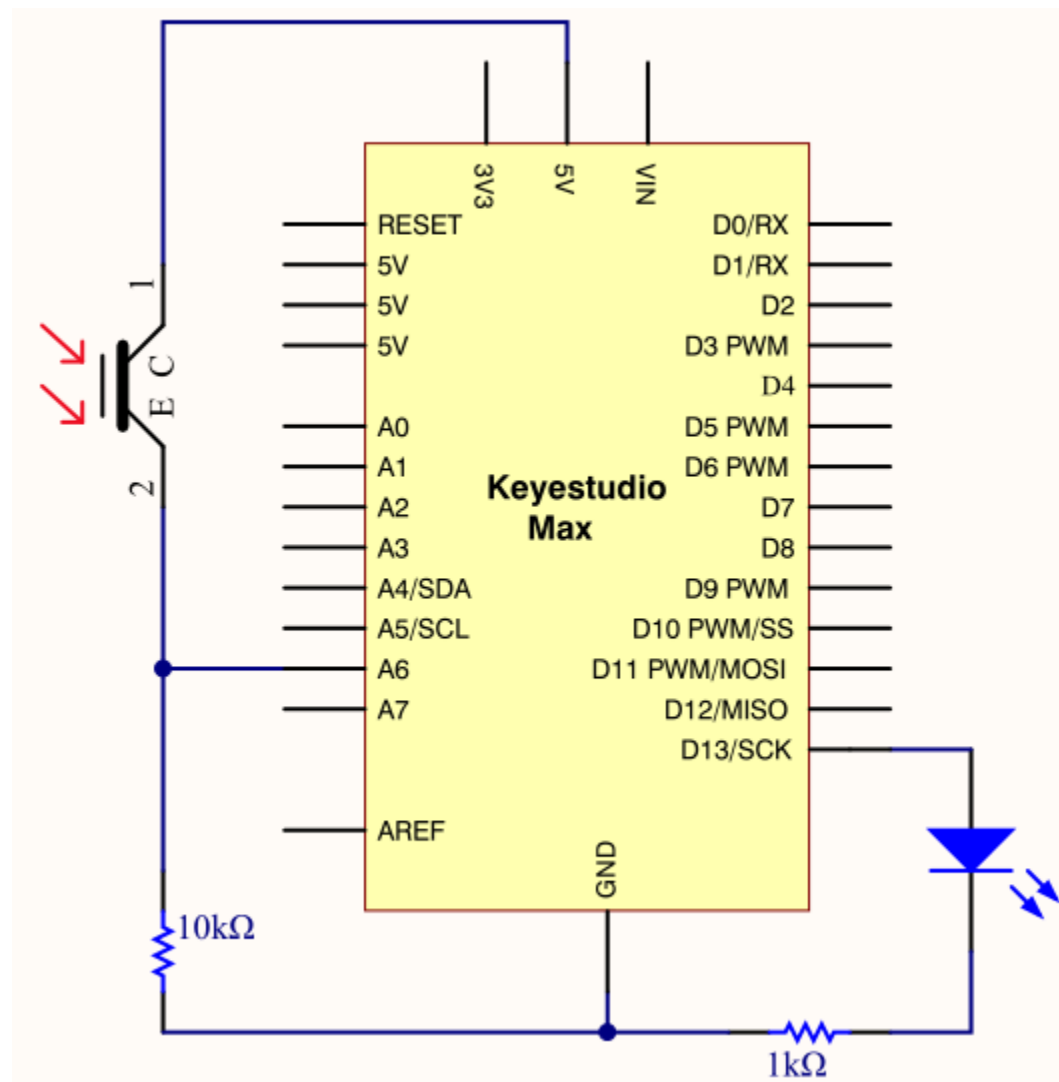 3V3
5V
VIN
RESET
5V
5V
5V
A0
A1
A2
A3
A4/SDA
A5/SCL
A6
A7
AREF
Keyestudio
Max
D0/RX
D1/RX
D2
D3 PWM
D4
D5 PWM
D6 PWM
D7
D8
D9 PWM
D10 PWM/SS
D11 PWM/MOSI
D12/MISO
D13/SCK
GND
1
E C
2
10kΩ
1kΩ